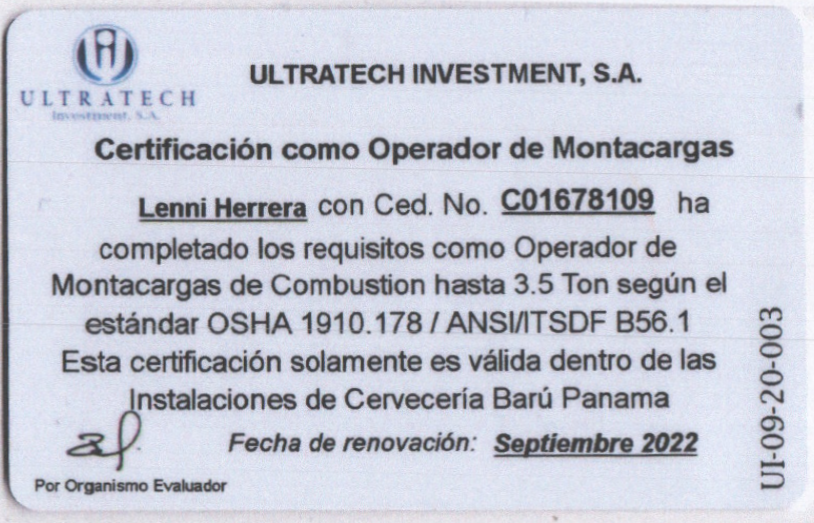 ULTRATECH
Investment, S.A.
ULTRATECH INVESTMENT, S.A.
Certificación como Operador de Montacargas
Lenni Herrera con Ced. No. C01678109 ha
completado los requisitos como Operador de
Montacargas de Combustion hasta 3.5 Ton según el
estándar OSHA 1910.178 / ANSI/ITSDF B56.1
Esta certificación solamente es válida dentro de las
Instalaciones de Cervecería Barú Panama
Fecha de renovación: Septiembre 2022
Por Organismo Evaluador
UI-09-20-003